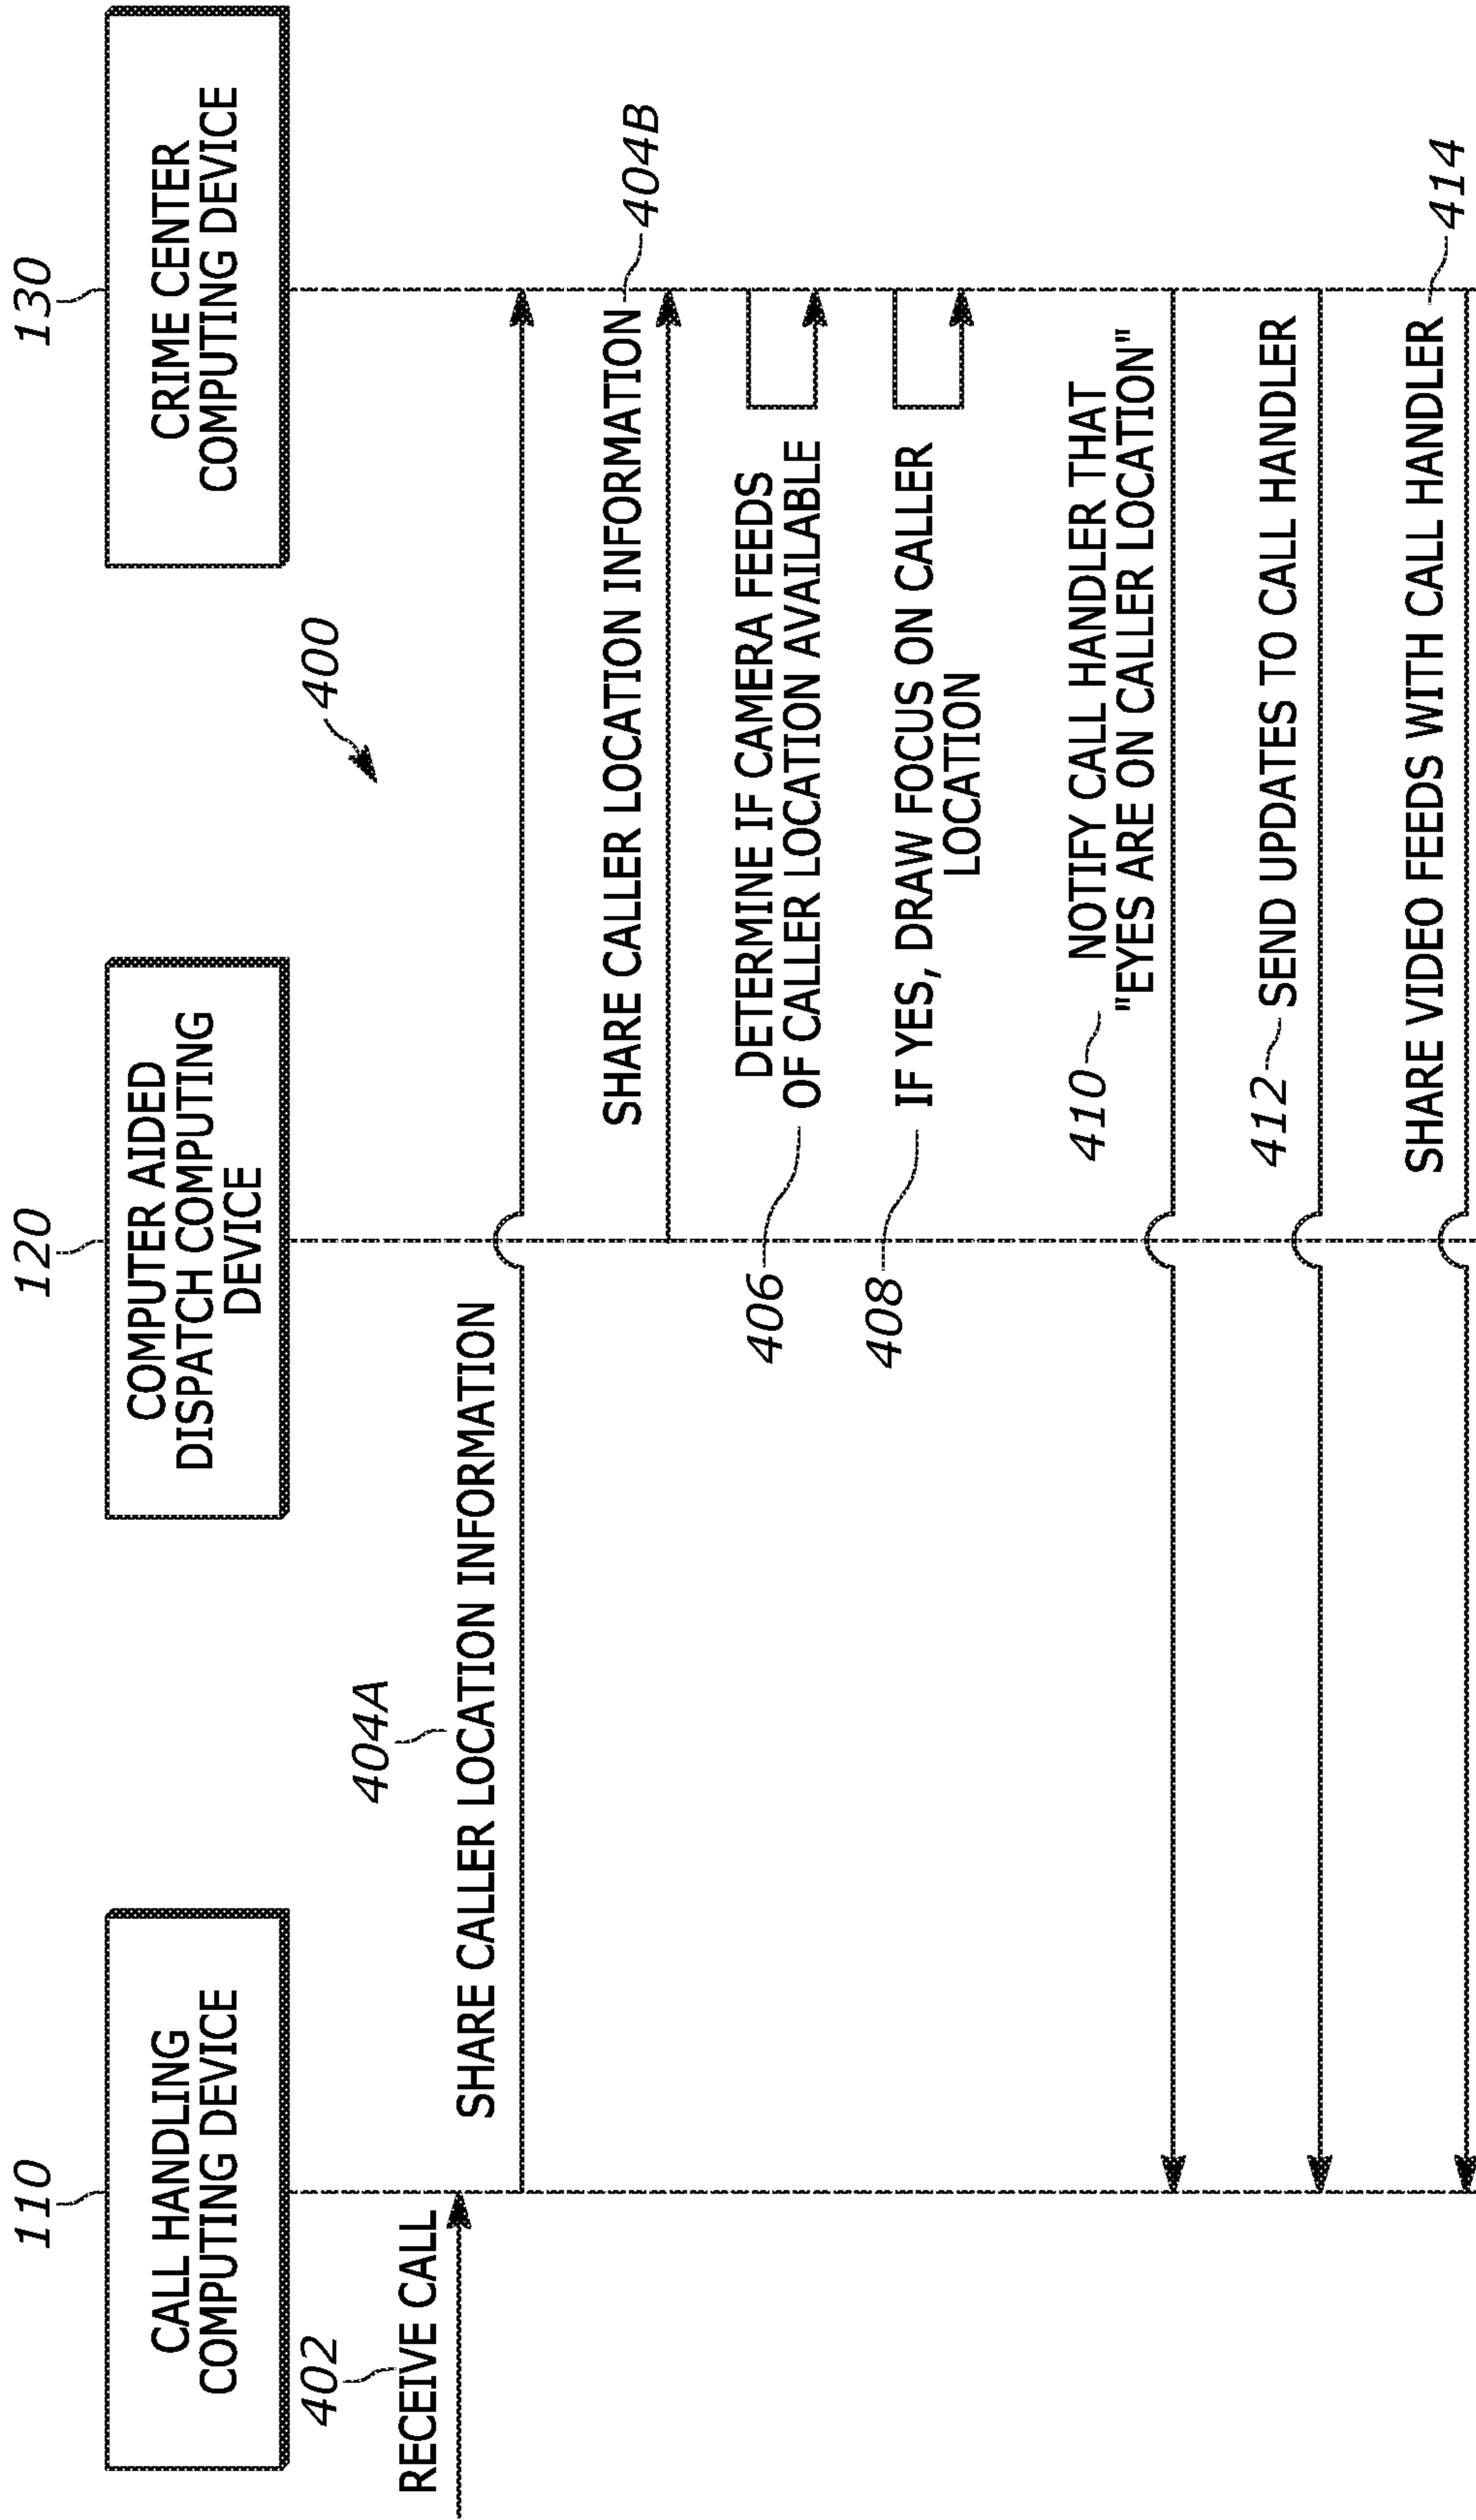 110
CALL HANDLING
COMPUTING DEVICE
120
COMPUTER AIDED
DISPATCH COMPUTING
DEVICE
130
CRIME CENTER
COMPUTING DEVICE
400
402
RECEIVE CALL
404A
SHARE CALLER LOCATION INFORMATION
SHARE CALLER LOCATION INFORMATION
404B
DETERMINE IF CAMERA FEEDS
OF CALLER LOCATION AVAILABLE
406
IF YES, DRAW FOCUS ON CALLER
LOCATION
408
410
NOTIFY CALL HANDLER THAT
"EYES ARE ON CALLER LOCATION"
412
SEND UPDATES TO CALL HANDLER
SHARE VIDEO FEEDS WITH CALL HANDLER
414